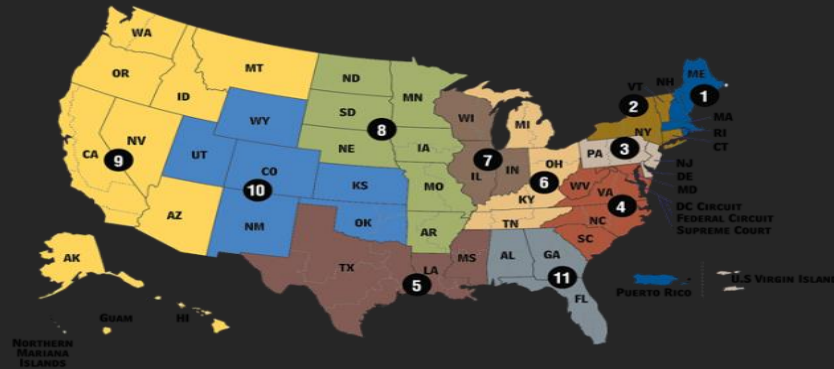 WA
OR
ID
MT
WY
NV
CA
UT
CO
AZ
NM
ND
SD
NE
KS
OK
TX
MN
IA
MO
AR
LA
WI
IL
IN
MI
OH
KY
TN
MS
AL
GA
FL
WV
VA
NC
SC
PA
NY
VT
NH
ME
MA
RI
CT
NJ
DE
MD
DC CIRCUIT
FEDERAL CIRCUIT
SUPREME COURT
1
2
3
4
5
6
7
8
9
10
11
AK
HI
GUAM
NORTHERN
MARIANA
ISLANDS
PUERTO RICO
U.S VIRGIN ISLAND